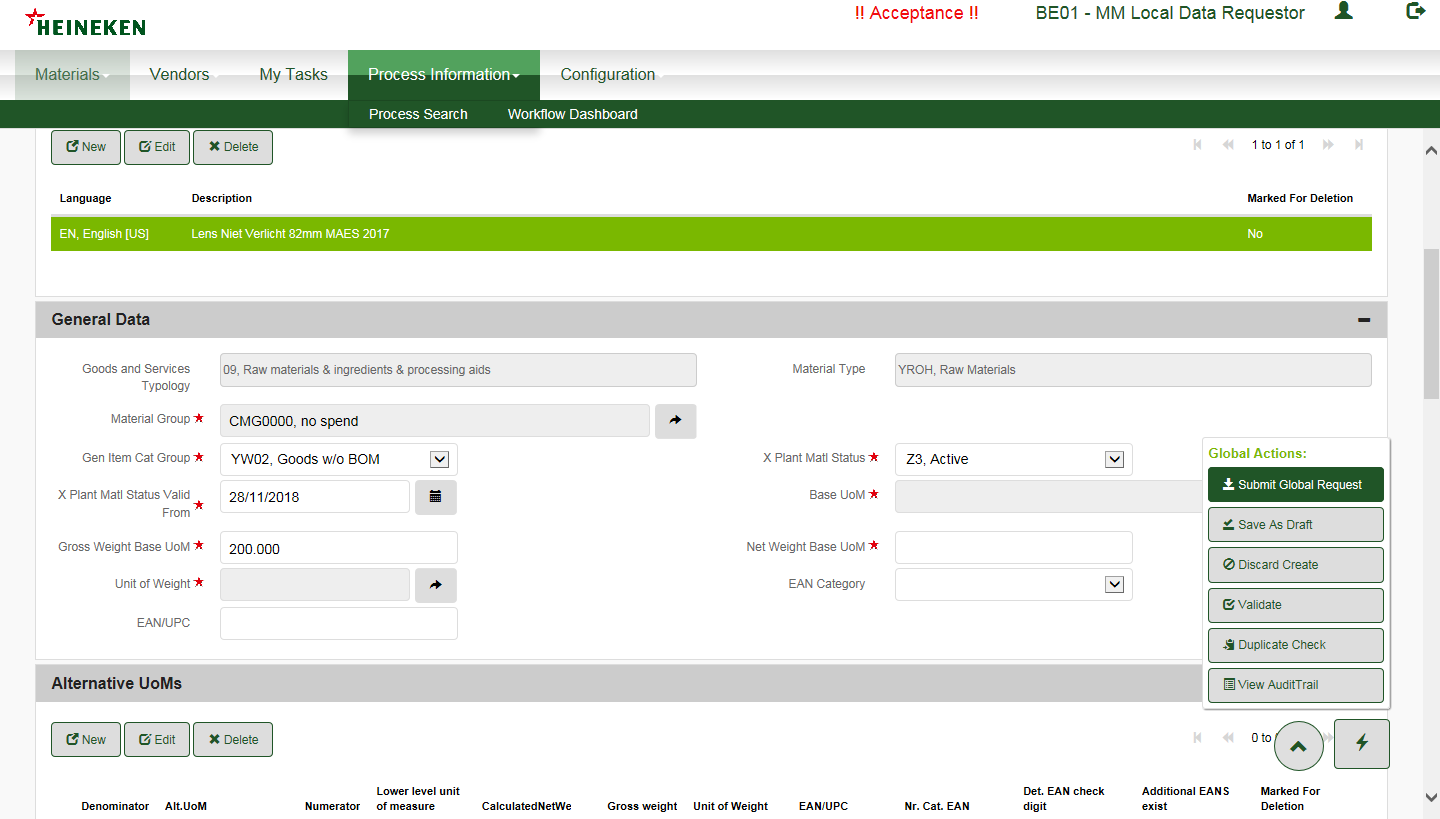 HEINEKEN
!! Acceptance !!
BE01 - MM Local Data Requestor
Materials
Vendors
My Tasks
Process Information
Configuration
Process Search
Workflow Dashboard
New
Edit
Delete
1 to 1 of 1
Language
Description
Marked For Deletion
EN, English [US]
Lens Niet Verlicht 82mm MAES 2017
No
General Data
Goods and Services
Typology
09, Raw materials & ingredients & processing aids
Material Type
YROH, Raw Materials
Material Group
CMG0000, no spend
Gen Item Cat Group
YW02, Goods w/o BOM
X Plant Matl Status
Z3, Active
X Plant Matl Status Valid
From
28/11/2018
Base UoM
Gross Weight Base UoM
200.000
Net Weight Base UoM
Unit of Weight
EAN Category
EAN/UPC
Global Actions:
Submit Global Request
Save As Draft
Discard Create
Validate
Duplicate Check
View AuditTrail
Alternative UoMs
New
Edit
Delete
0 to
Denominator
Alt.UoM
Numerator
Lower level unit
of measure
CalculatedNetWe
Gross weight
Unit of Weight
EAN/UPC
Nr. Cat. EAN
Det. EAN check
digit
Additional EANS
exist
Marked For
Deletion